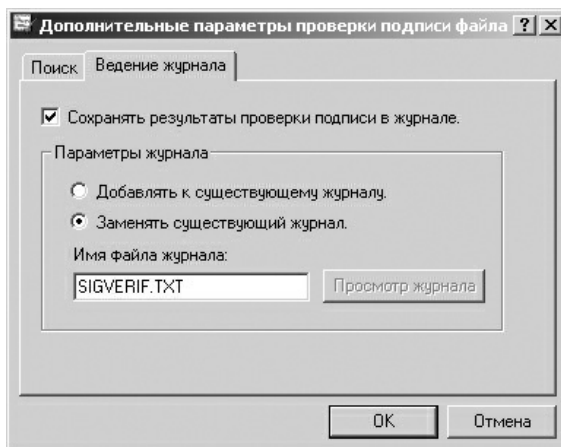 Дополнительные параметры проверки подписи файла
Поиск
Ведение журнала
Сохранять результаты проверки подписи в журнале.
Параметры журнала
Добавлять к существующему журналу.
Заменять существующий журнал.
Имя файла журнала:
SIGVERIF.TXT
Просмотр журнала
OK
Отмена